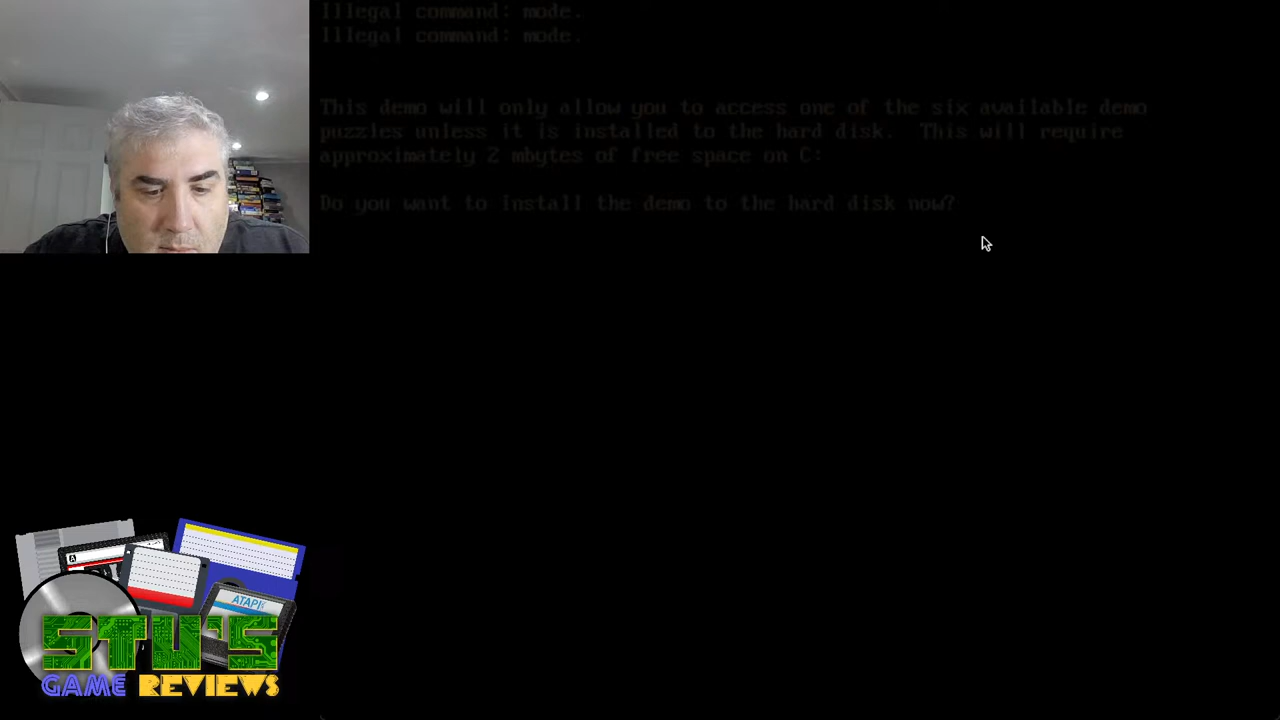 Illegal command: mode.
Illegal command: mode.
This demo will only allow you to access one of the six available demo
puzzles unless it is installed to the hard disk.  This will require
approximately 2 mbytes of free space on C:
Do you want to install the demo to the hard disk now?
A
ATAPI
STU'S
GAME REVIEWS